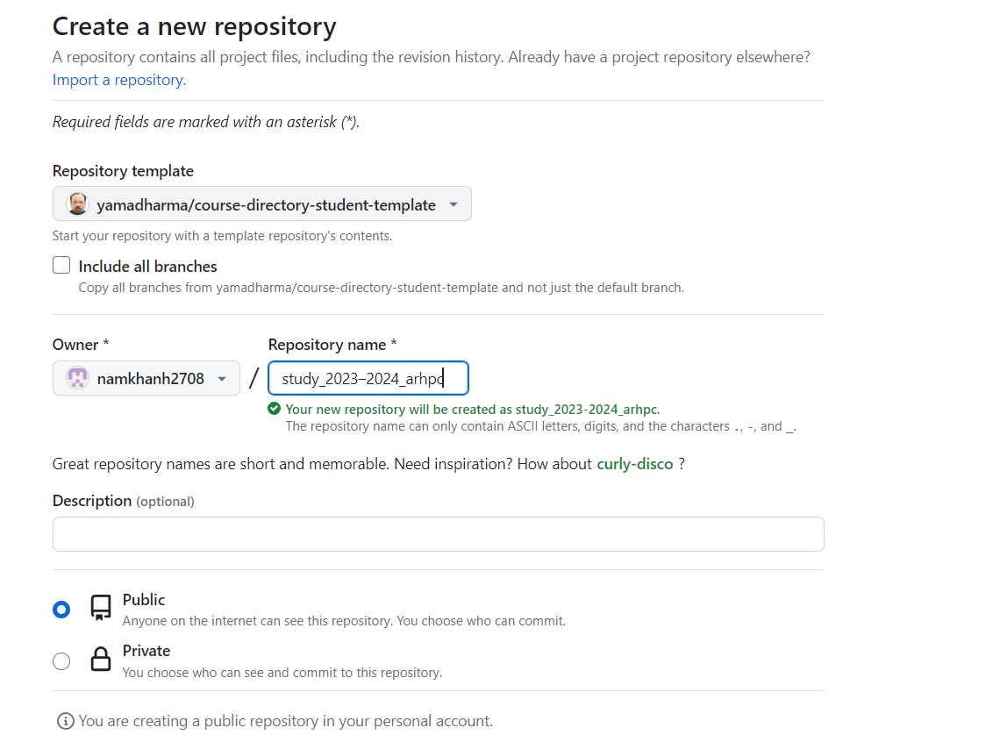 Create a new repository
A repository contains all project files, including the revision history. Already have a project repository elsewhere?
Import a repository.
Required fields are marked with an asterisk (*).
Repository template
yamadharma/course-directory-student-template
Start your repository with a template repository's contents.
Include all branches
Copy all branches from yamadharma/course-directory-student-template and not just the default branch.
Owner * Repository name *
namkhanh2708 / study_2023–2024_arhpc
Your new repository will be created as study_2023-2024_arhpc.
The repository name can only contain ASCII letters, digits, and the characters ., -, and _.
Great repository names are short and memorable. Need inspiration? How about curly-disco ?
Description (optional)
Public
Anyone on the internet can see this repository. You choose who can commit.
Private
You choose who can see and commit to this repository.
You are creating a public repository in your personal account.